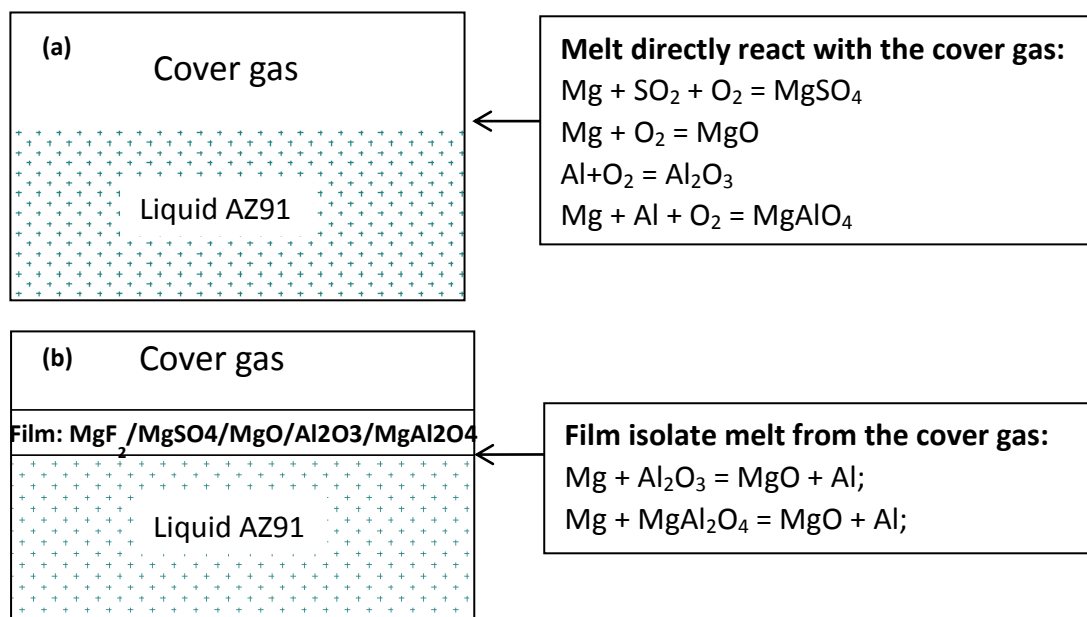 (a)
Cover gas
Liquid AZ91
Melt directly react with the cover gas:
Mg + SO₂ + O₂ = MgSO₄
Mg + O₂ = MgO
Al+O₂ = Al₂O₃
Mg + Al + O₂ = MgAlO₄
(b)
Cover gas
Film: MgF₂/MgSO4/MgO/Al2O3/MgAl2O4
Liquid AZ91
Film isolate melt from the cover gas:
Mg + Al₂O₃ = MgO + Al;
Mg + MgAl₂O₄ = MgO + Al;